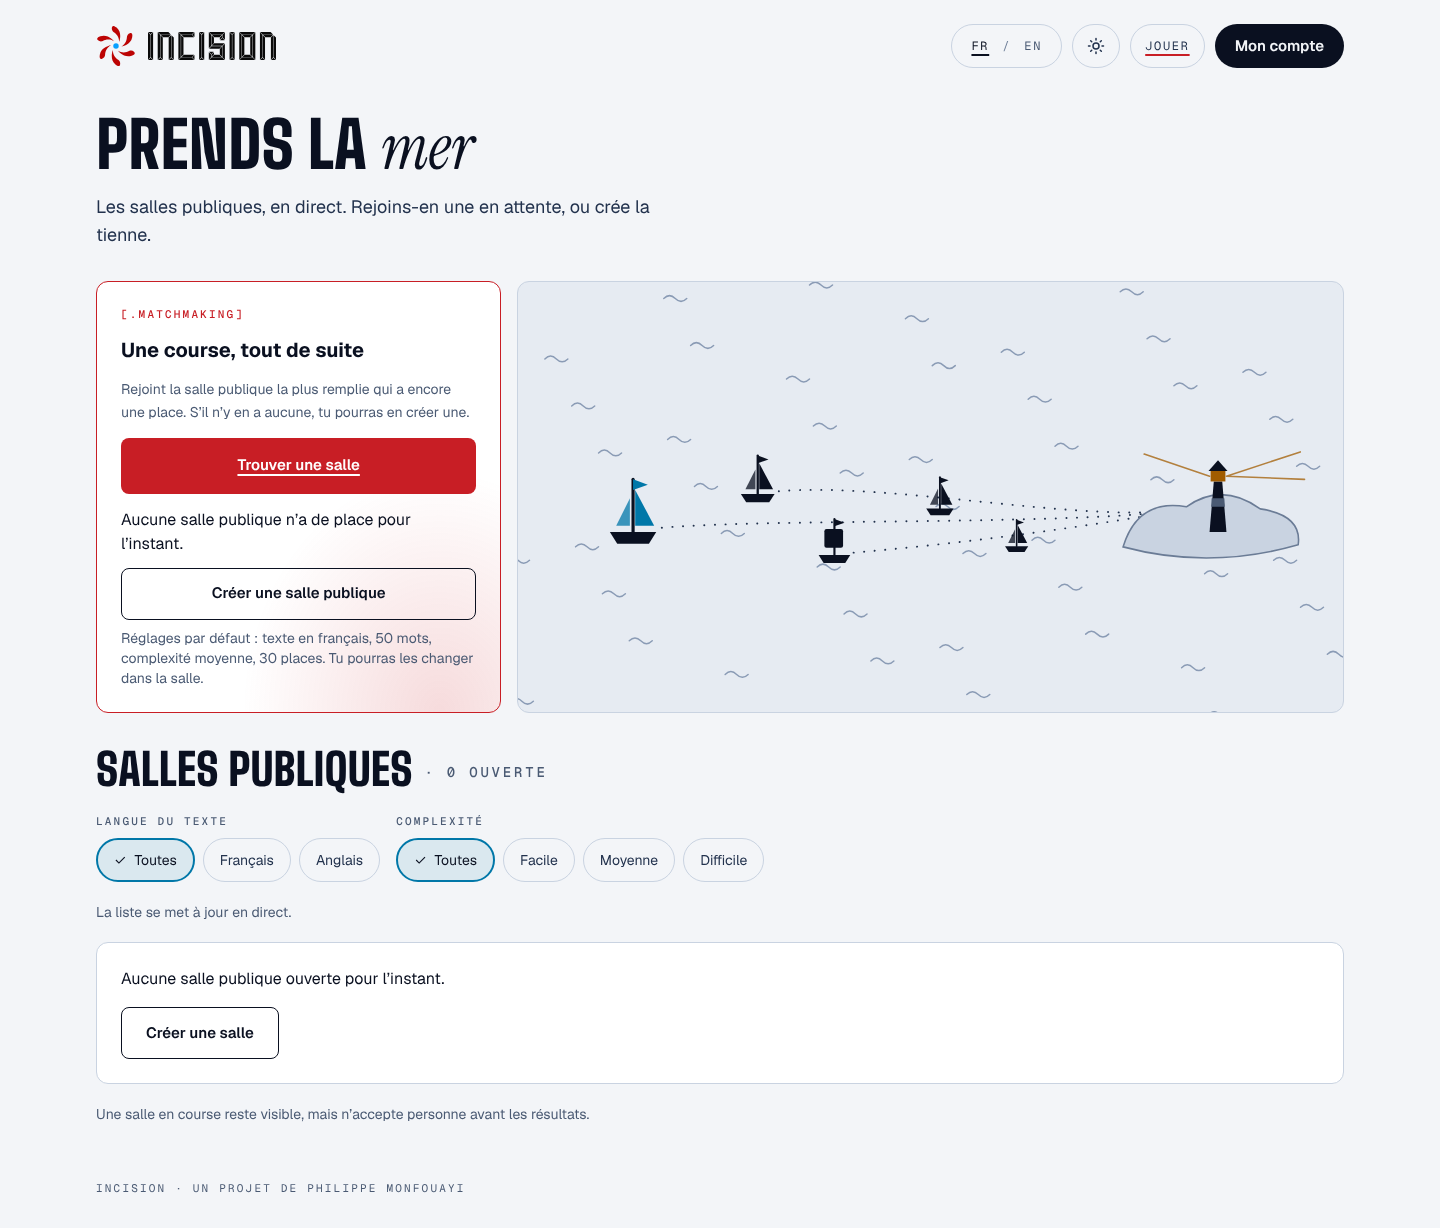 INCISION
FR / EN
JOUER
Mon compte
PRENDS LA mer
Les salles publiques, en direct. Rejoins-en une en attente, ou crée la
tienne.
[.MATCHMAKING]
Une course, tout de suite
Rejoint la salle publique la plus remplie qui a encore
une place. S’il n’y en a aucune, tu pourras en créer une.
Trouver une salle
Aucune salle publique n’a de place pour
l’instant.
Créer une salle publique
Réglages par défaut : texte en français, 50 mots,
complexité moyenne, 30 places. Tu pourras les changer
dans la salle.
SALLES PUBLIQUES · 0 OUVERTE
LANGUE DU TEXTE
✓ Toutes Français Anglais
COMPLEXITÉ
✓ Toutes Facile Moyenne Difficile
La liste se met à jour en direct.
Aucune salle publique ouverte pour l’instant.
Créer une salle
Une salle en course reste visible, mais n’accepte personne avant les résultats.
INCISION · UN PROJET DE PHILIPPE MONFOUAYI